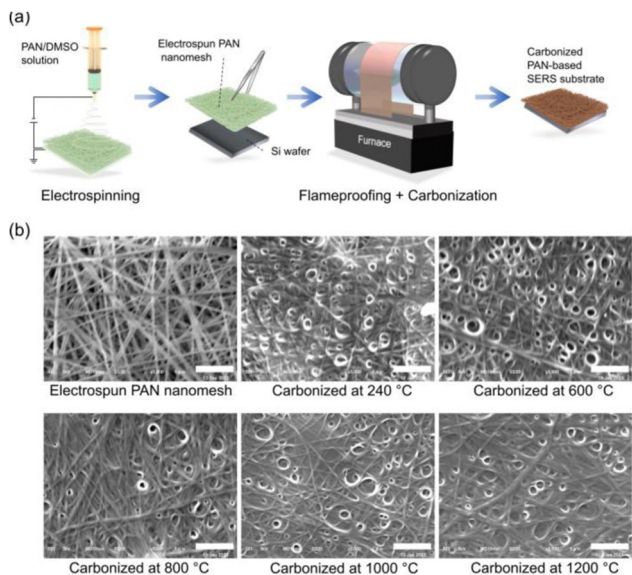 (a)
PAN/DMSO
solution
Electrospun PAN
nanomesh
Si wafer
Furnace
Carbonized
PAN-based
SERS substrate
Electrospinning
Flameproofing + Carbonization
(b)
Electrospun PAN nanomesh
Carbonized at 240 °C
Carbonized at 600 °C
Carbonized at 800 °C
Carbonized at 1000 °C
Carbonized at 1200 °C